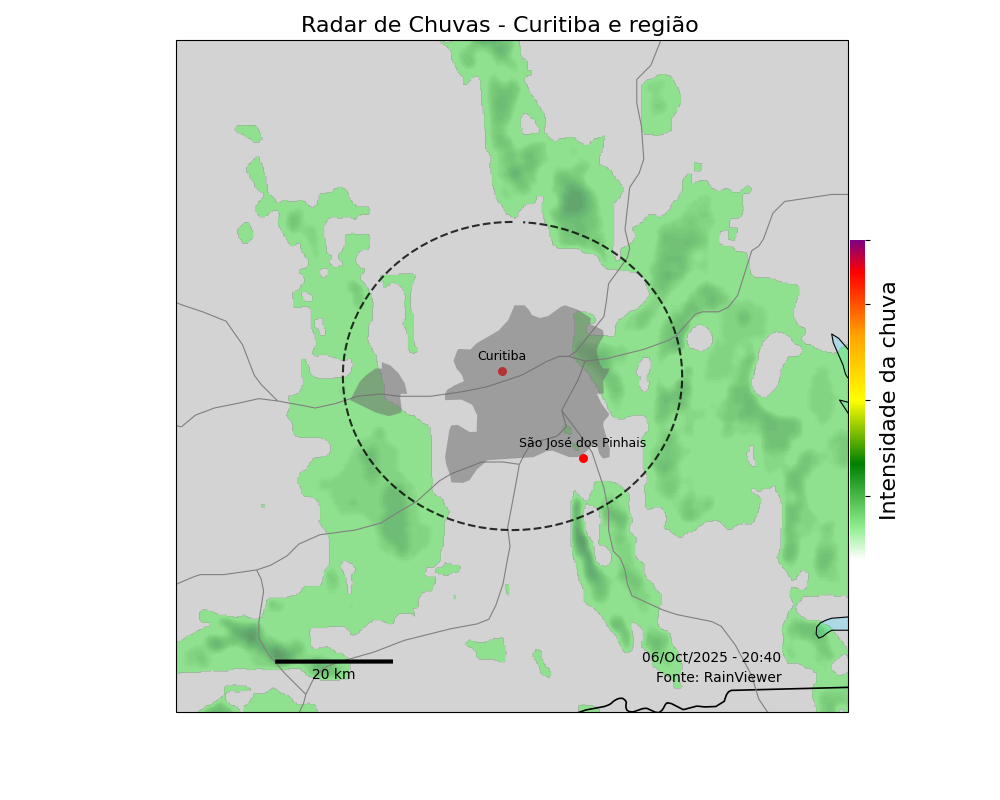 Radar de Chuvas - Curitiba e região
Curitiba
São José dos Pinhais
Intensidade da chuva
06/Oct/2025 - 20:40
Fonte: RainViewer
20 km